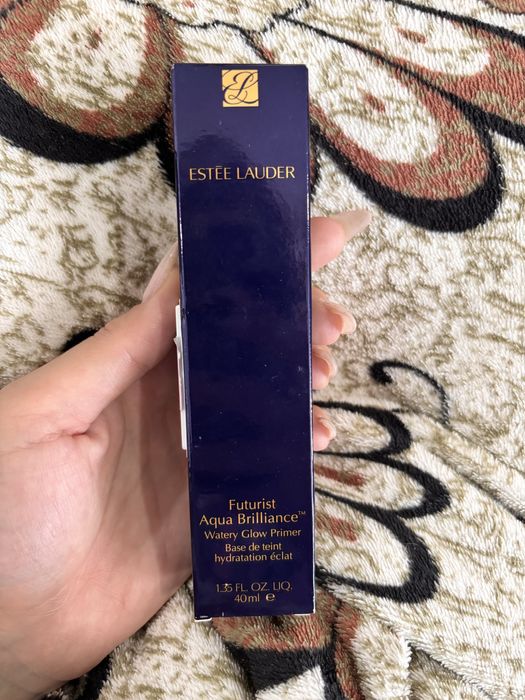 EL
ESTĒE LAUDER
Futurist
Aqua Brilliance™
Watery Glow Primer
Base de teint
hydratation éclat
1.35 FL. OZ. LIQ.
40ml e